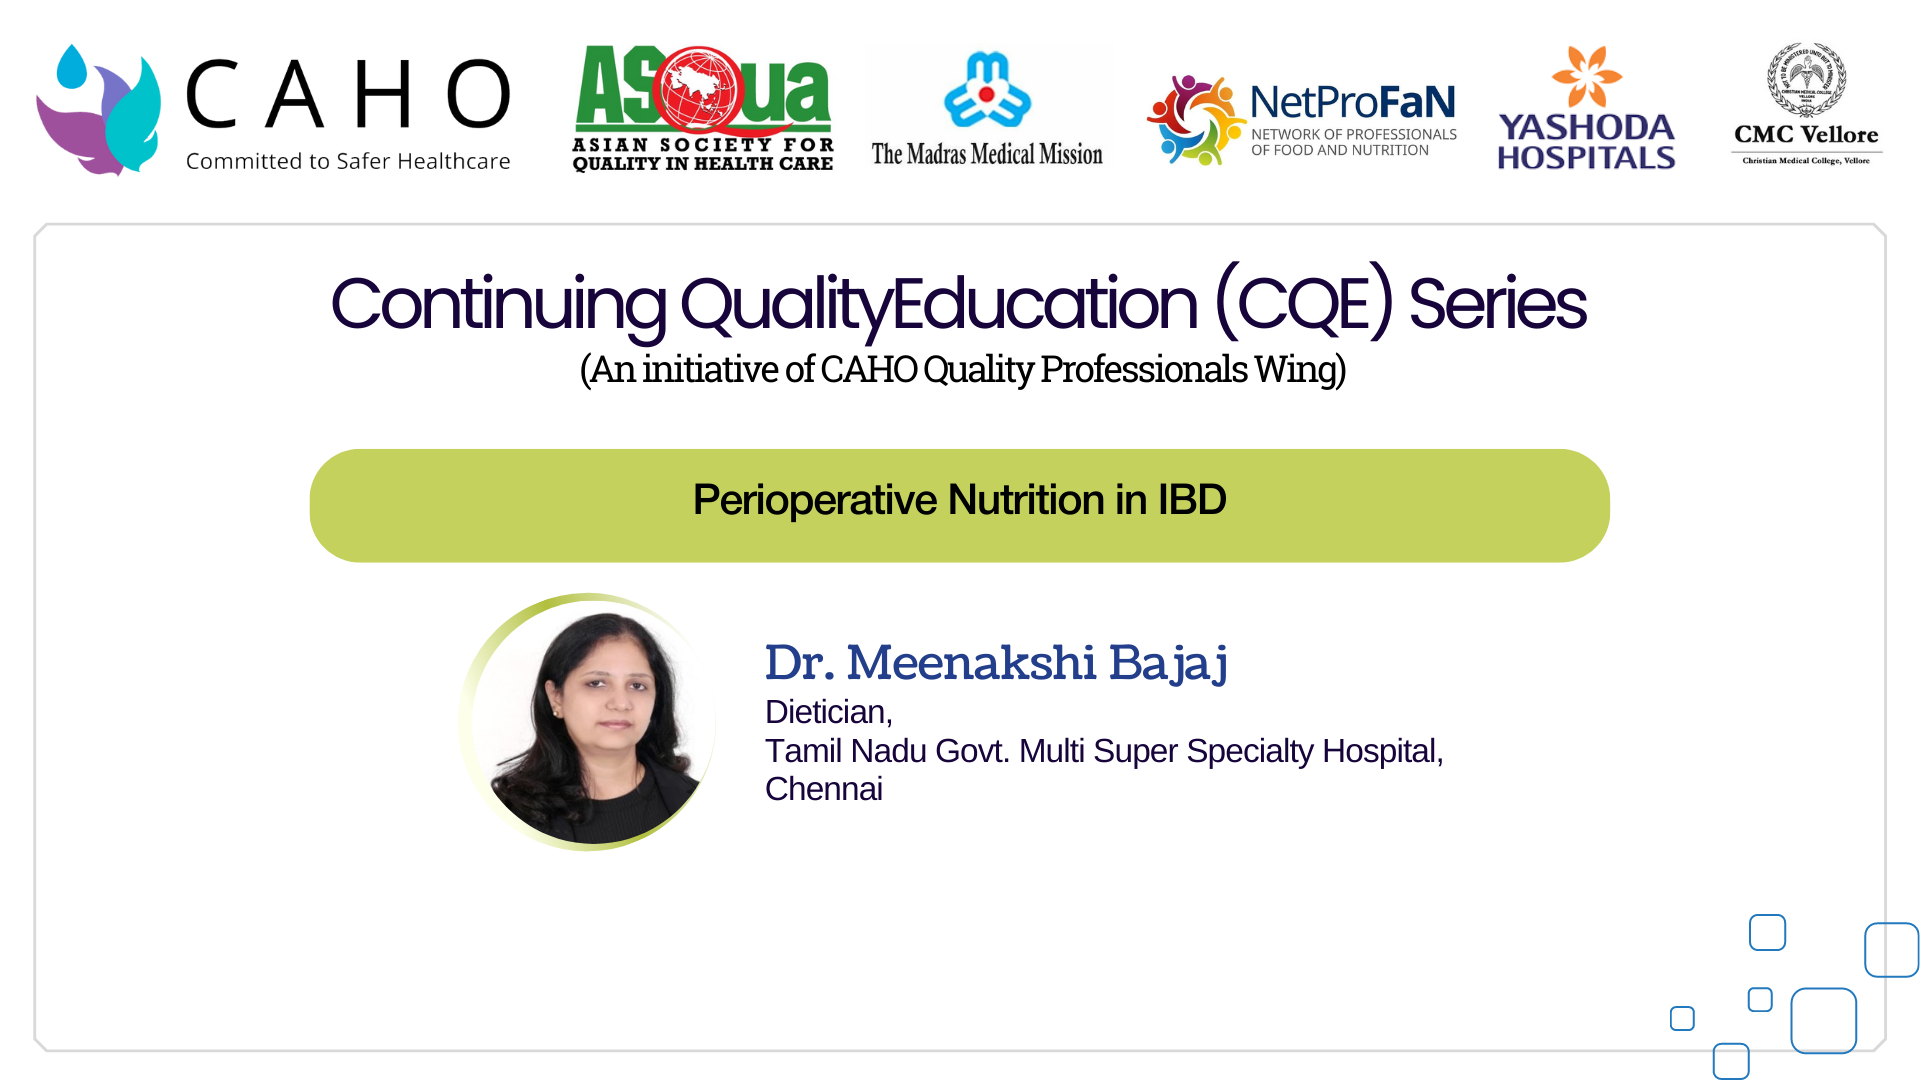 CAHO
Committed to Safer Healthcare
ASQua
ASIAN SOCIETY FOR
QUALITY IN HEALTH CARE
The Madras Medical Mission
NetProFaN
NETWORK OF PROFESSIONALS
OF FOOD AND NUTRITION
YASHODA
HOSPITALS
CMC Vellore
Christian Medical College, Vellore
Continuing QualityEducation (CQE) Series
(An initiative of CAHO Quality Professionals Wing)
Perioperative Nutrition in IBD
Dr. Meenakshi Bajaj
Dietician,
Tamil Nadu Govt. Multi Super Specialty Hospital,
Chennai